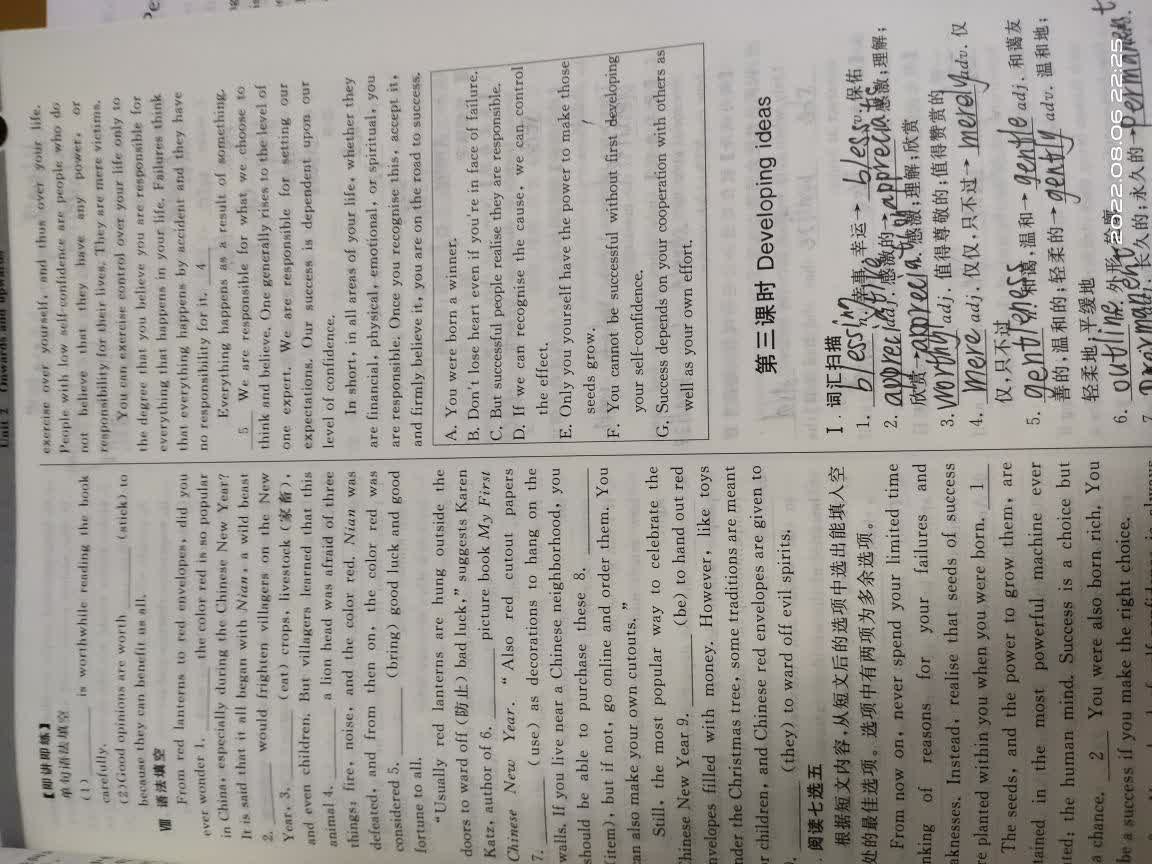 Unit 2 Onwards and upwards
【即讲即练】
单句语法填空
(1) ______ is worthwhile reading the book
carefully.
(2)Good opinions are worth ______ (stick) to
because they can benefit us all.
Ⅷ 语法填空
From red lanterns to red envelopes, did you
ever wonder 1. ______ the color red is so popular
in China, especially during the Chinese New Year?
It is said that it all began with Nian, a wild beast
2. ______ would frighten villagers on the New
Year, 3. ______ (eat) crops, livestock (家畜),
and even children. But villagers learned that this
animal 4. ______ a lion head was afraid of three
things: fire, noise, and the color red. Nian was
defeated, and from then on, the color red was
considered 5. ______ (bring) good luck and good
fortune to all.
"Usually red lanterns are hung outside the
doors to ward off (防止) bad luck," suggests Karen
Katz, author of 6. ______ picture book My First
Chinese New Year. "Also red cutout papers
7. ______ (use) as decorations to hang on the
walls. If you live near a Chinese neighborhood, you
should be able to purchase these 8. ______
(item), but if not, go online and order them. You
can also make your own cutouts."
Still, the most popular way to celebrate the
Chinese New Year 9. ______ (be) to hand out red
envelopes filled with money. However, like toys
under the Christmas tree, some traditions are meant
for children, and Chinese red envelopes are given to
______ (they) to ward off evil spirits.
阅读七选五
根据短文内容,从短文后的选项中选出能填入空
处的最佳选项。选项中有两项为多余选项。
From now on, never spend your limited time
nking of reasons for your failures and
knesses. Instead, realise that seeds of success
re planted within you when you were born. 1
The seeds, and the power to grow them, are
tained in the most powerful machine ever
ted: the human mind. Success is a choice but
a chance. 2 You were also born rich. You
be a success if you make the right choice.
exercise over yourself, and thus over your life.
People with low self-confidence are people who do
not believe that they have any power, or
responsibility for their lives. They are mere victims.
You can exercise control over your life only to
the degree that you believe you are responsible for
everything that happens in your life. Failures think
that everything happens by accident and they have
no responsibility for it. 4
Everything happens as a result of something.
5 We are responsible for what we choose to
think and believe. One generally rises to the level of
one expert. We are responsible for setting our
expectations. Our success is dependent upon our
level of confidence.
In short, in all areas of your life, whether they
are financial, physical, emotional, or spiritual, you
are responsible. Once you recognise this, accept it,
and firmly believe it, you are on the road to success.
A. You were born a winner.
B. Don't lose heart even if you're in face of failure.
C. But successful people realise they are responsible.
D. If we can recognise the cause, we can control
the effect.
E. Only you yourself have the power to make those
seeds grow.
F. You cannot be successful without first developing
your self-confidence.
G. Success depends on your cooperation with others as
well as your own effort.
第三课时 Developing ideas
Ⅰ 词汇扫描
1. blessing n. 幸事,幸运→ bless v. 保佑
2. appreciative adj. 感激的→ appreciate v. 感激;理解;
欣赏→ appreciation n. 感激;理解;欣赏
3. worthy adj. 值得尊敬的;值得赞赏的
4. mere adj. 仅仅,只不过→ merely adv. 仅
仅,只不过
5. gentleness n. 和蔼,温和→ gentle adj. 和蔼友
善的;温和的;轻柔的→ gently adv. 温和地;
轻柔地;平缓地
6. outline n. 外形,轮廓
7. adj. 长久的;永久的→
2022.08.06 22:25